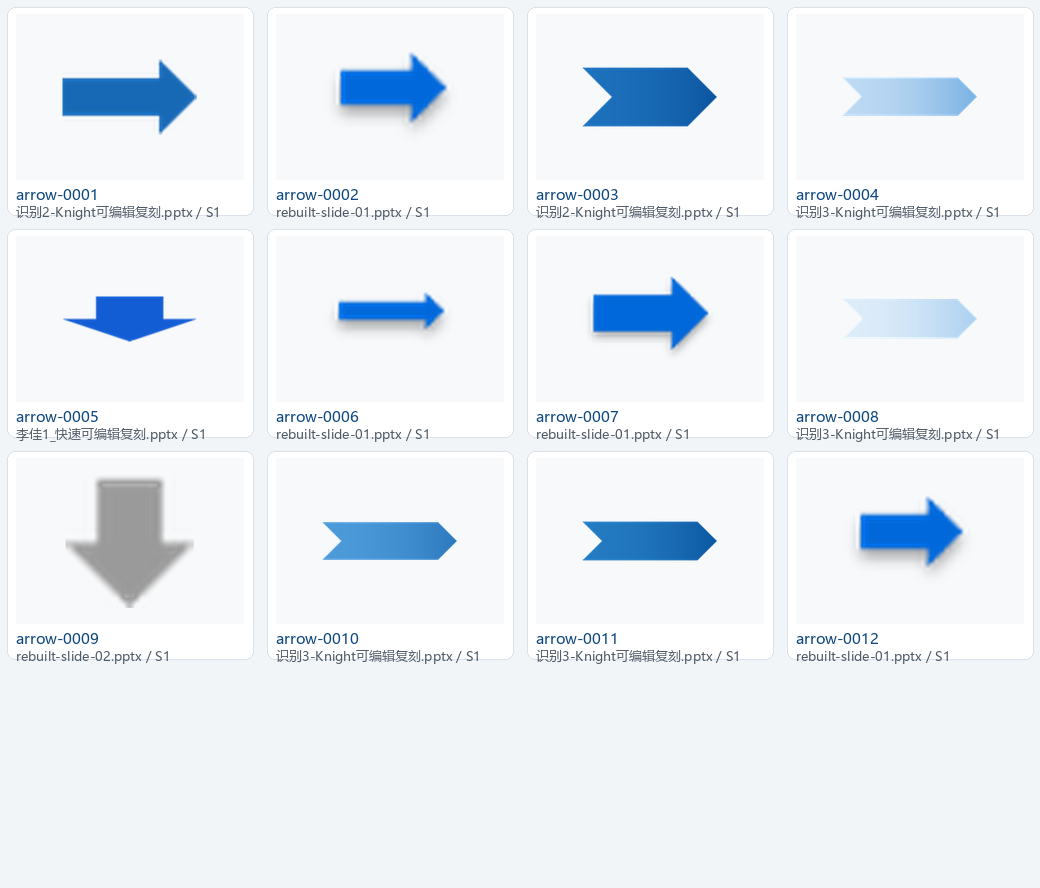 arrow-0001
识别2-Knight可编辑复刻.pptx / S1
arrow-0002
rebuilt-slide-01.pptx / S1
arrow-0003
识别2-Knight可编辑复刻.pptx / S1
arrow-0004
识别3-Knight可编辑复刻.pptx / S1
arrow-0005
李佳1_快速可编辑复刻.pptx / S1
arrow-0006
rebuilt-slide-01.pptx / S1
arrow-0007
rebuilt-slide-01.pptx / S1
arrow-0008
识别3-Knight可编辑复刻.pptx / S1
arrow-0009
rebuilt-slide-02.pptx / S1
arrow-0010
识别3-Knight可编辑复刻.pptx / S1
arrow-0011
识别3-Knight可编辑复刻.pptx / S1
arrow-0012
rebuilt-slide-01.pptx / S1